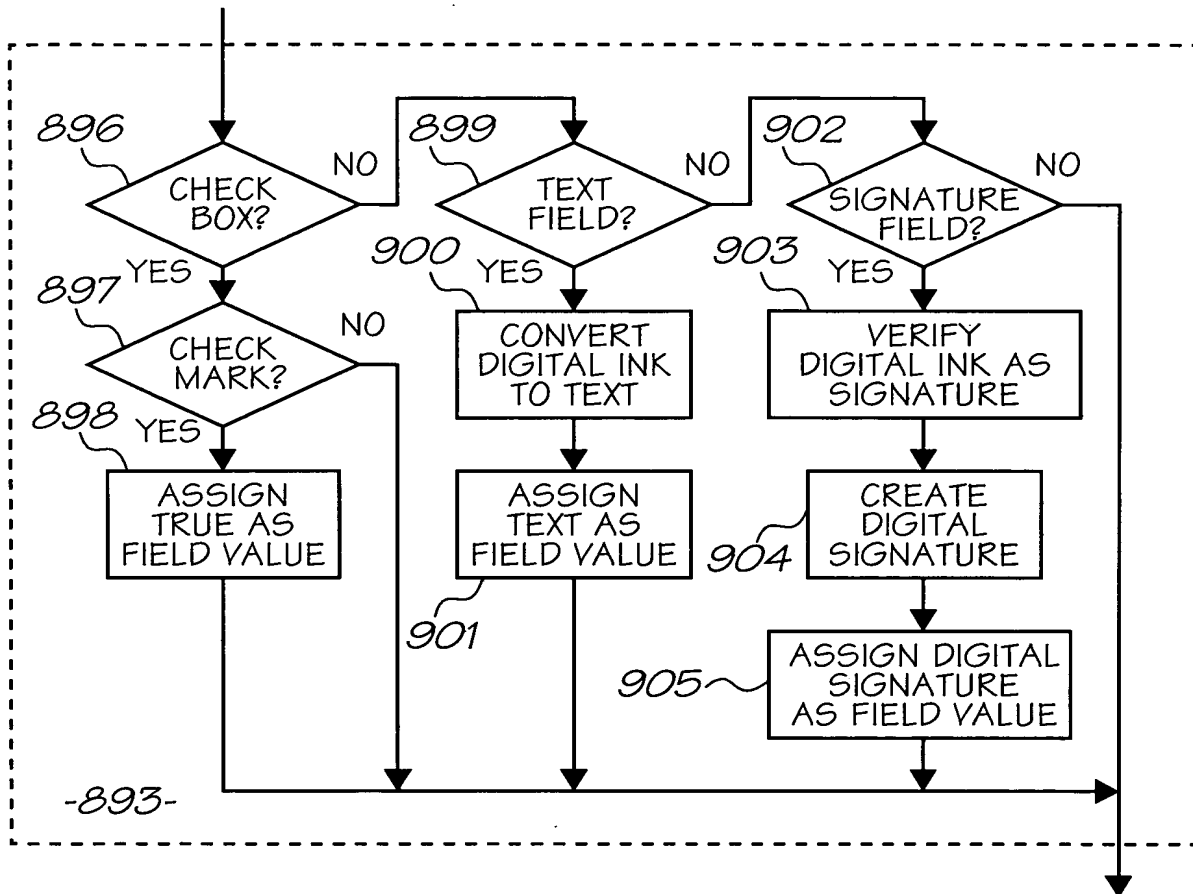 896
CHECK
BOX?
NO
YES
897
CHECK
MARK?
NO
YES
898
ASSIGN
TRUE AS
FIELD VALUE
899
TEXT
FIELD?
NO
YES
900
CONVERT
DIGITAL INK
TO TEXT
ASSIGN
TEXT AS
FIELD VALUE
901
902
SIGNATURE
FIELD?
NO
YES
903
VERIFY
DIGITAL INK AS
SIGNATURE
CREATE
DIGITAL
SIGNATURE
904
ASSIGN DIGITAL
SIGNATURE
AS FIELD VALUE
905
-893-